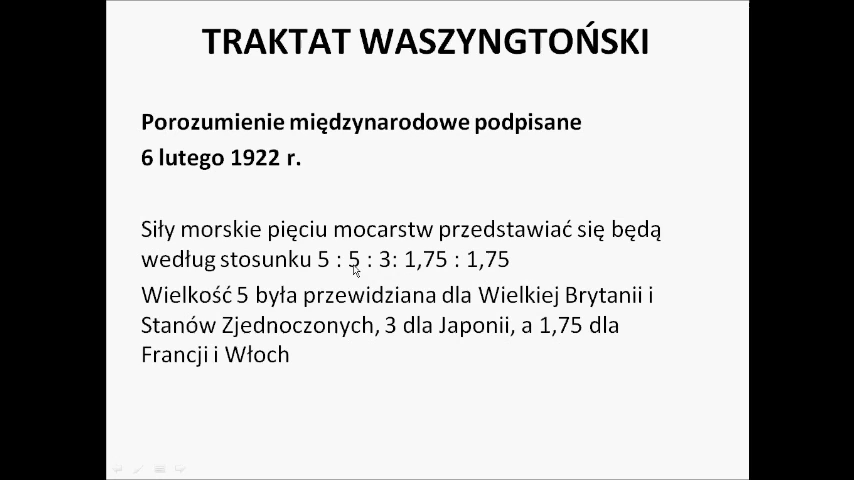 TRAKTAT WASZYNGTOŃSKI
Porozumienie międzynarodowe podpisane
6 lutego 1922 r.
Siły morskie pięciu mocarstw przedstawiać się będą
według stosunku 5 : 5 : 3: 1,75 : 1,75
Wielkość 5 była przewidziana dla Wielkiej Brytanii i
Stanów Zjednoczonych, 3 dla Japonii, a 1,75 dla
Francji i Włoch